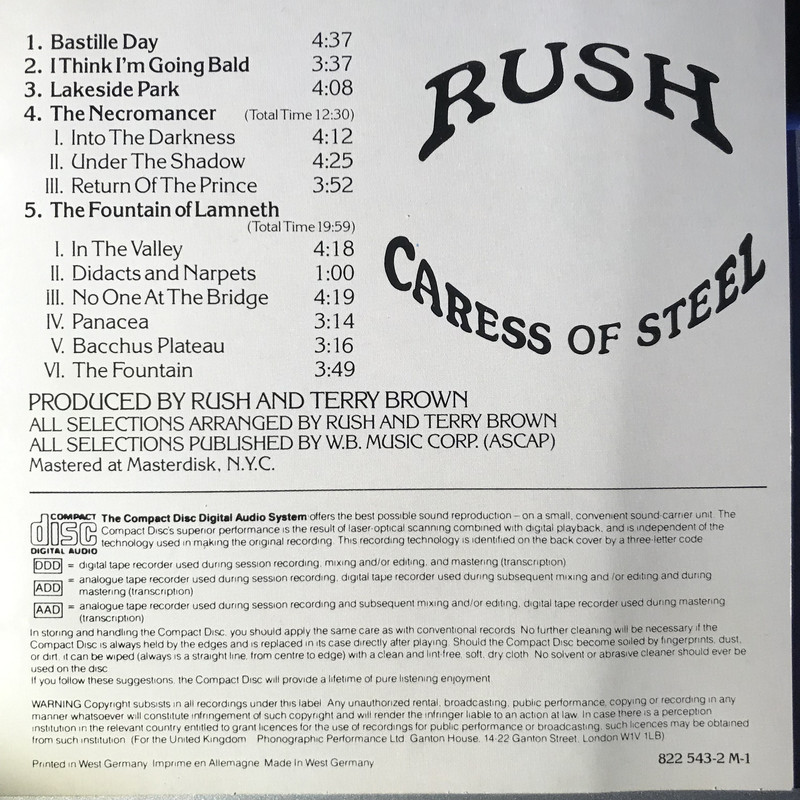 1. Bastille Day 4:37
2. I Think I'm Going Bald 3:37
3. Lakeside Park 4:08
4. The Necromancer (Total Time 12:30)
I. Into The Darkness 4:12
II. Under The Shadow 4:25
III. Return Of The Prince 3:52
5. The Fountain of Lamneth
(Total Time 19:59)
I. In The Valley 4:18
II. Didacts and Narpets 1:00
III. No One At The Bridge 4:19
IV. Panacea 3:14
V. Bacchus Plateau 3:16
VI. The Fountain 3:49
RUSH
CARESS OF STEEL
PRODUCED BY RUSH AND TERRY BROWN
ALL SELECTIONS ARRANGED BY RUSH AND TERRY BROWN
ALL SELECTIONS PUBLISHED BY W.B. MUSIC CORP. (ASCAP)
Mastered at Masterdisk, N.Y.C.
COMPACT disc DIGITAL AUDIO
The Compact Disc Digital Audio System offers the best possible sound reproduction – on a small, convenient sound-carrier unit. The
Compact Disc's superior performance is the result of laser-optical scanning combined with digital playback, and is independent of the
technology used in making the original recording. This recording technology is identified on the back cover by a three-letter code
DDD = digital tape recorder used during session recording, mixing and/or editing, and mastering (transcription)
ADD = analogue tape recorder used during session recording, digital tape recorder used during subsequent mixing and /or editing and during
mastering (transcription)
AAD = analogue tape recorder used during session recording and subsequent mixing and/or editing, digital tape recorder used during mastering
(transcription)
In storing and handling the Compact Disc, you should apply the same care as with conventional records. No further cleaning will be necessary if the
Compact Disc is always held by the edges and is replaced in its case directly after playing. Should the Compact Disc become soiled by fingerprints, dust,
or dirt, it can be wiped (always is a straight line, from centre to edge) with a clean and lint-free, soft, dry cloth. No solvent or abrasive cleaner should ever be
used on the disc.
If you follow these suggestions, the Compact Disc will provide a lifetime of pure listening enjoyment
WARNING Copyright subsists in all recordings under this label. Any unauthorized rental, broadcasting, public performance, copying or recording in any
manner whatsoever will constitute infringement of such copyright and will render the infringer liable to an action at law. In case there is a perception
institution in the relevant country entitled to grant licences for the use of recordings for public performance or broadcasting, such licences may be obtained
from such institution. (For the United Kingdom Phonographic Performance Ltd. Ganton House, 14-22 Ganton Street, London W1V 1LB)
Printed in West Germany Imprimé en Allemagne. Made In West Germany
822 543-2 M-1